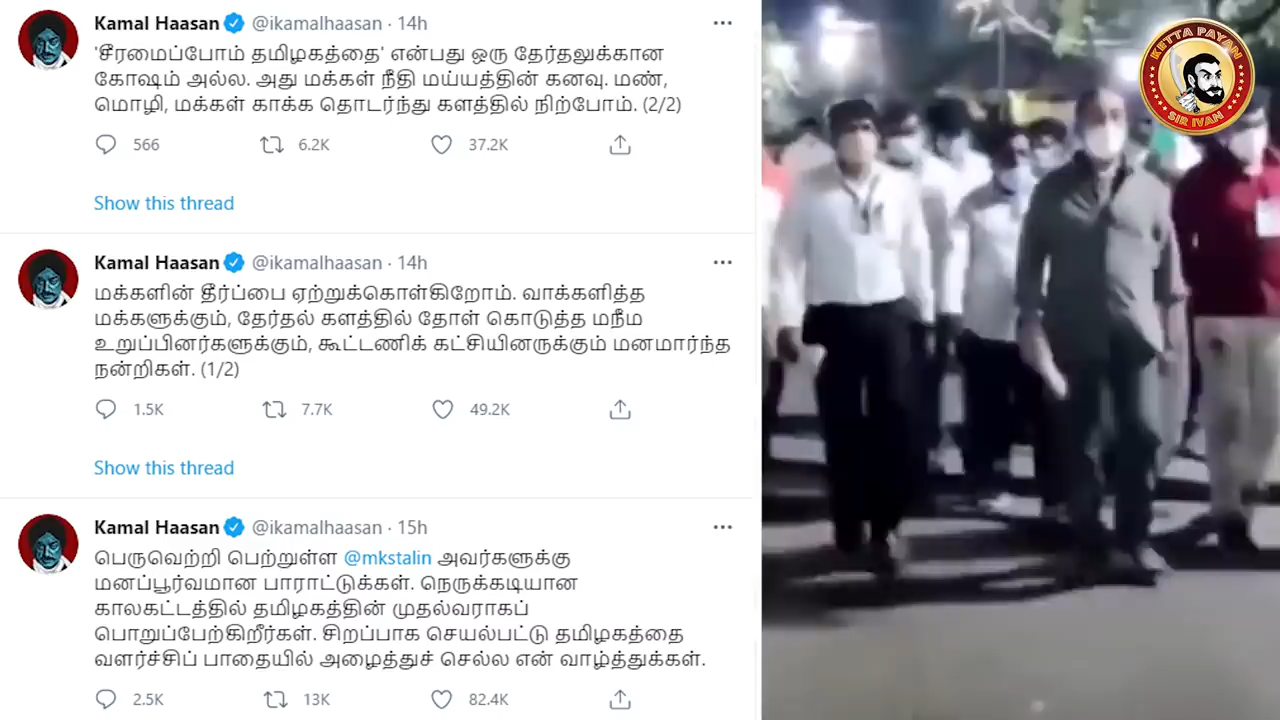 Kamal Haasan @ikamalhaasan · 14h
'சீரமைப்போம் தமிழகத்தை' என்பது ஒரு தேர்தலுக்கான
கோஷம் அல்ல. அது மக்கள் நீதி மய்யத்தின் கனவு. மண்,
மொழி, மக்கள் காக்க தொடர்ந்து களத்தில் நிற்போம். (2/2)
566 6.2K 37.2K
Show this thread
Kamal Haasan @ikamalhaasan · 14h
மக்களின் தீர்ப்பை ஏற்றுக்கொள்கிறோம். வாக்களித்த
மக்களுக்கும், தேர்தல் களத்தில் தோள் கொடுத்த மநீம
உறுப்பினர்களுக்கும், கூட்டணிக் கட்சியினருக்கும் மனமார்ந்த
நன்றிகள். (1/2)
1.5K 7.7K 49.2K
Show this thread
Kamal Haasan @ikamalhaasan · 15h
பெருவெற்றி பெற்றுள்ள @mkstalin அவர்களுக்கு
மனப்பூர்வமான பாராட்டுக்கள். நெருக்கடியான
காலகட்டத்தில் தமிழகத்தின் முதல்வராகப்
பொறுப்பேற்கிறீர்கள். சிறப்பாக செயல்பட்டு தமிழகத்தை
வளர்ச்சிப் பாதையில் அழைத்துச் செல்ல என் வாழ்த்துக்கள்.
2.5K 13K 82.4K
KETTA PAYAN
SIR IVAN